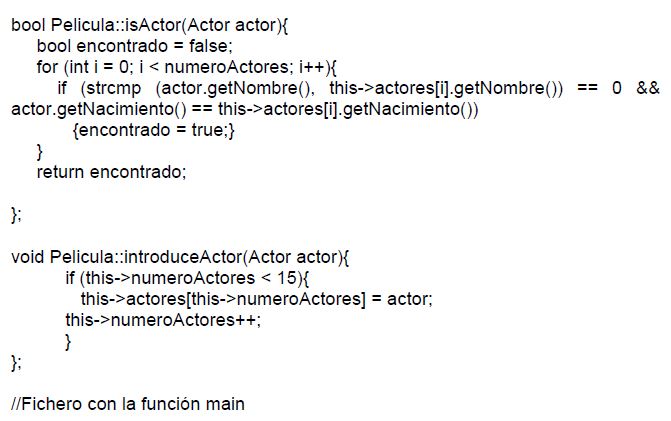 bool Pelicula::isActor(Actor actor){
bool encontrado = false;
for (int i = 0; i < numeroActores; i++){
if (strcmp (actor.getNombre(), this->actores[i].getNombre()) == 0 &&
actor.getNacimiento() == this->actores[i].getNacimiento())
{encontrado = true;}
}
return encontrado;
};
void Pelicula::introduceActor(Actor actor){
if (this->numeroActores < 15){
this->actores[this->numeroActores] = actor;
this->numeroActores++;
}
};
//Fichero con la función main